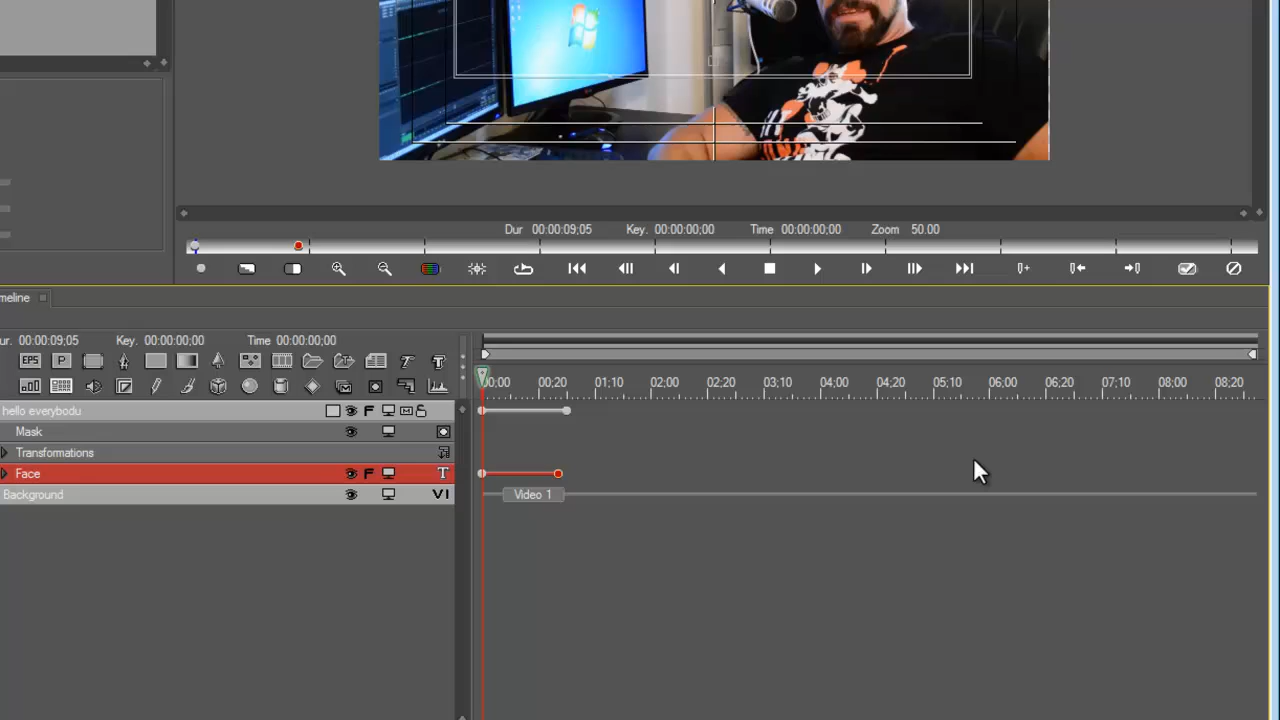 Dur 00:00:09;05 Key. 00:00:00;00 Time 00:00:00;00 Zoom 50.00
meline
ur. 00:00:09;05 Key. 00:00:00;00 Time 00:00:00;00
EPS P T T
00:00 00:20 01:10 02:00 02:20 03:10 04:00 04:20 05:10 06:00 06:20 07:10 08:00 08:20
hello everybodu F
Mask
Transformations
Face F T
Background VI
Video 1